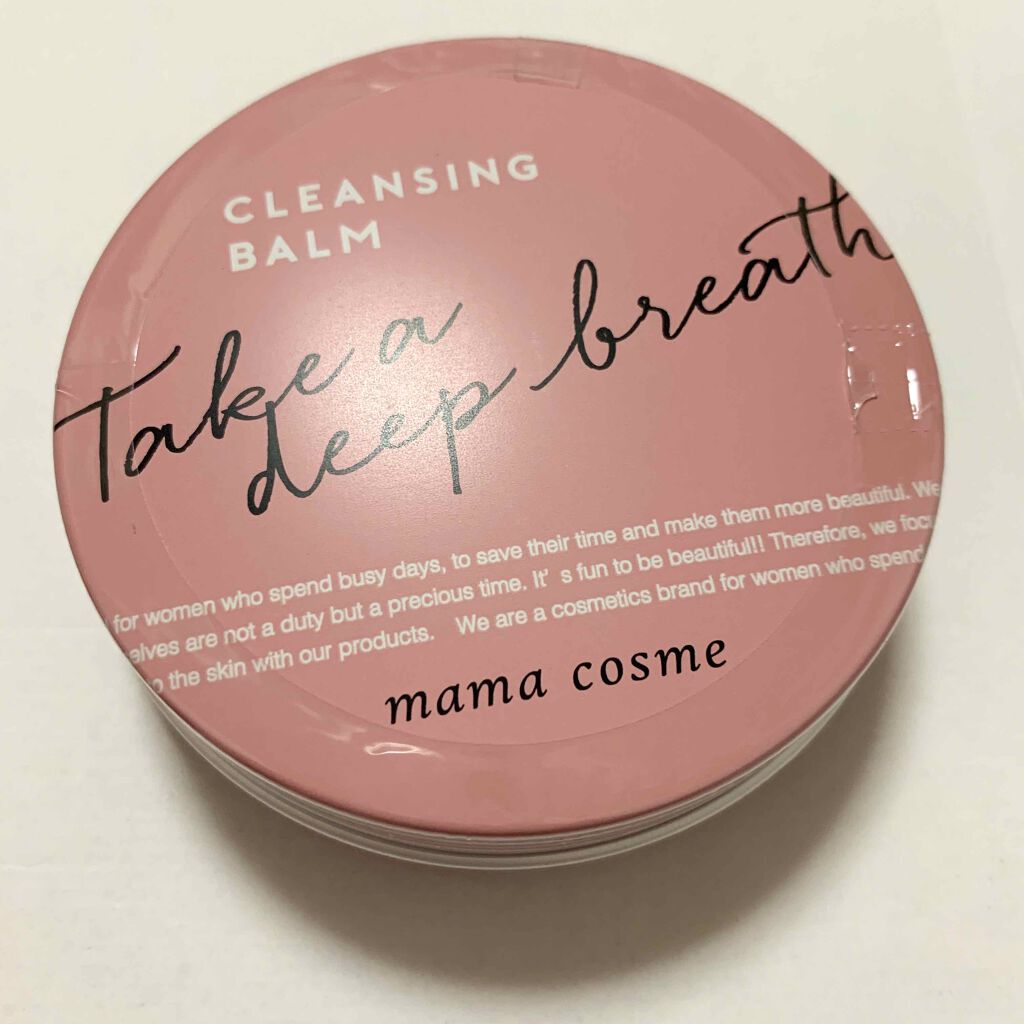 CLEANSING
BALM
Take a
deep breath
for women who spend busy days, to save their time and make them more beautiful. We
elves are not a duty but a precious time. It’ s fun to be beautiful!! Therefore, we foc
o the skin with our products. We are a cosmetics brand for women who spend
mama cosme